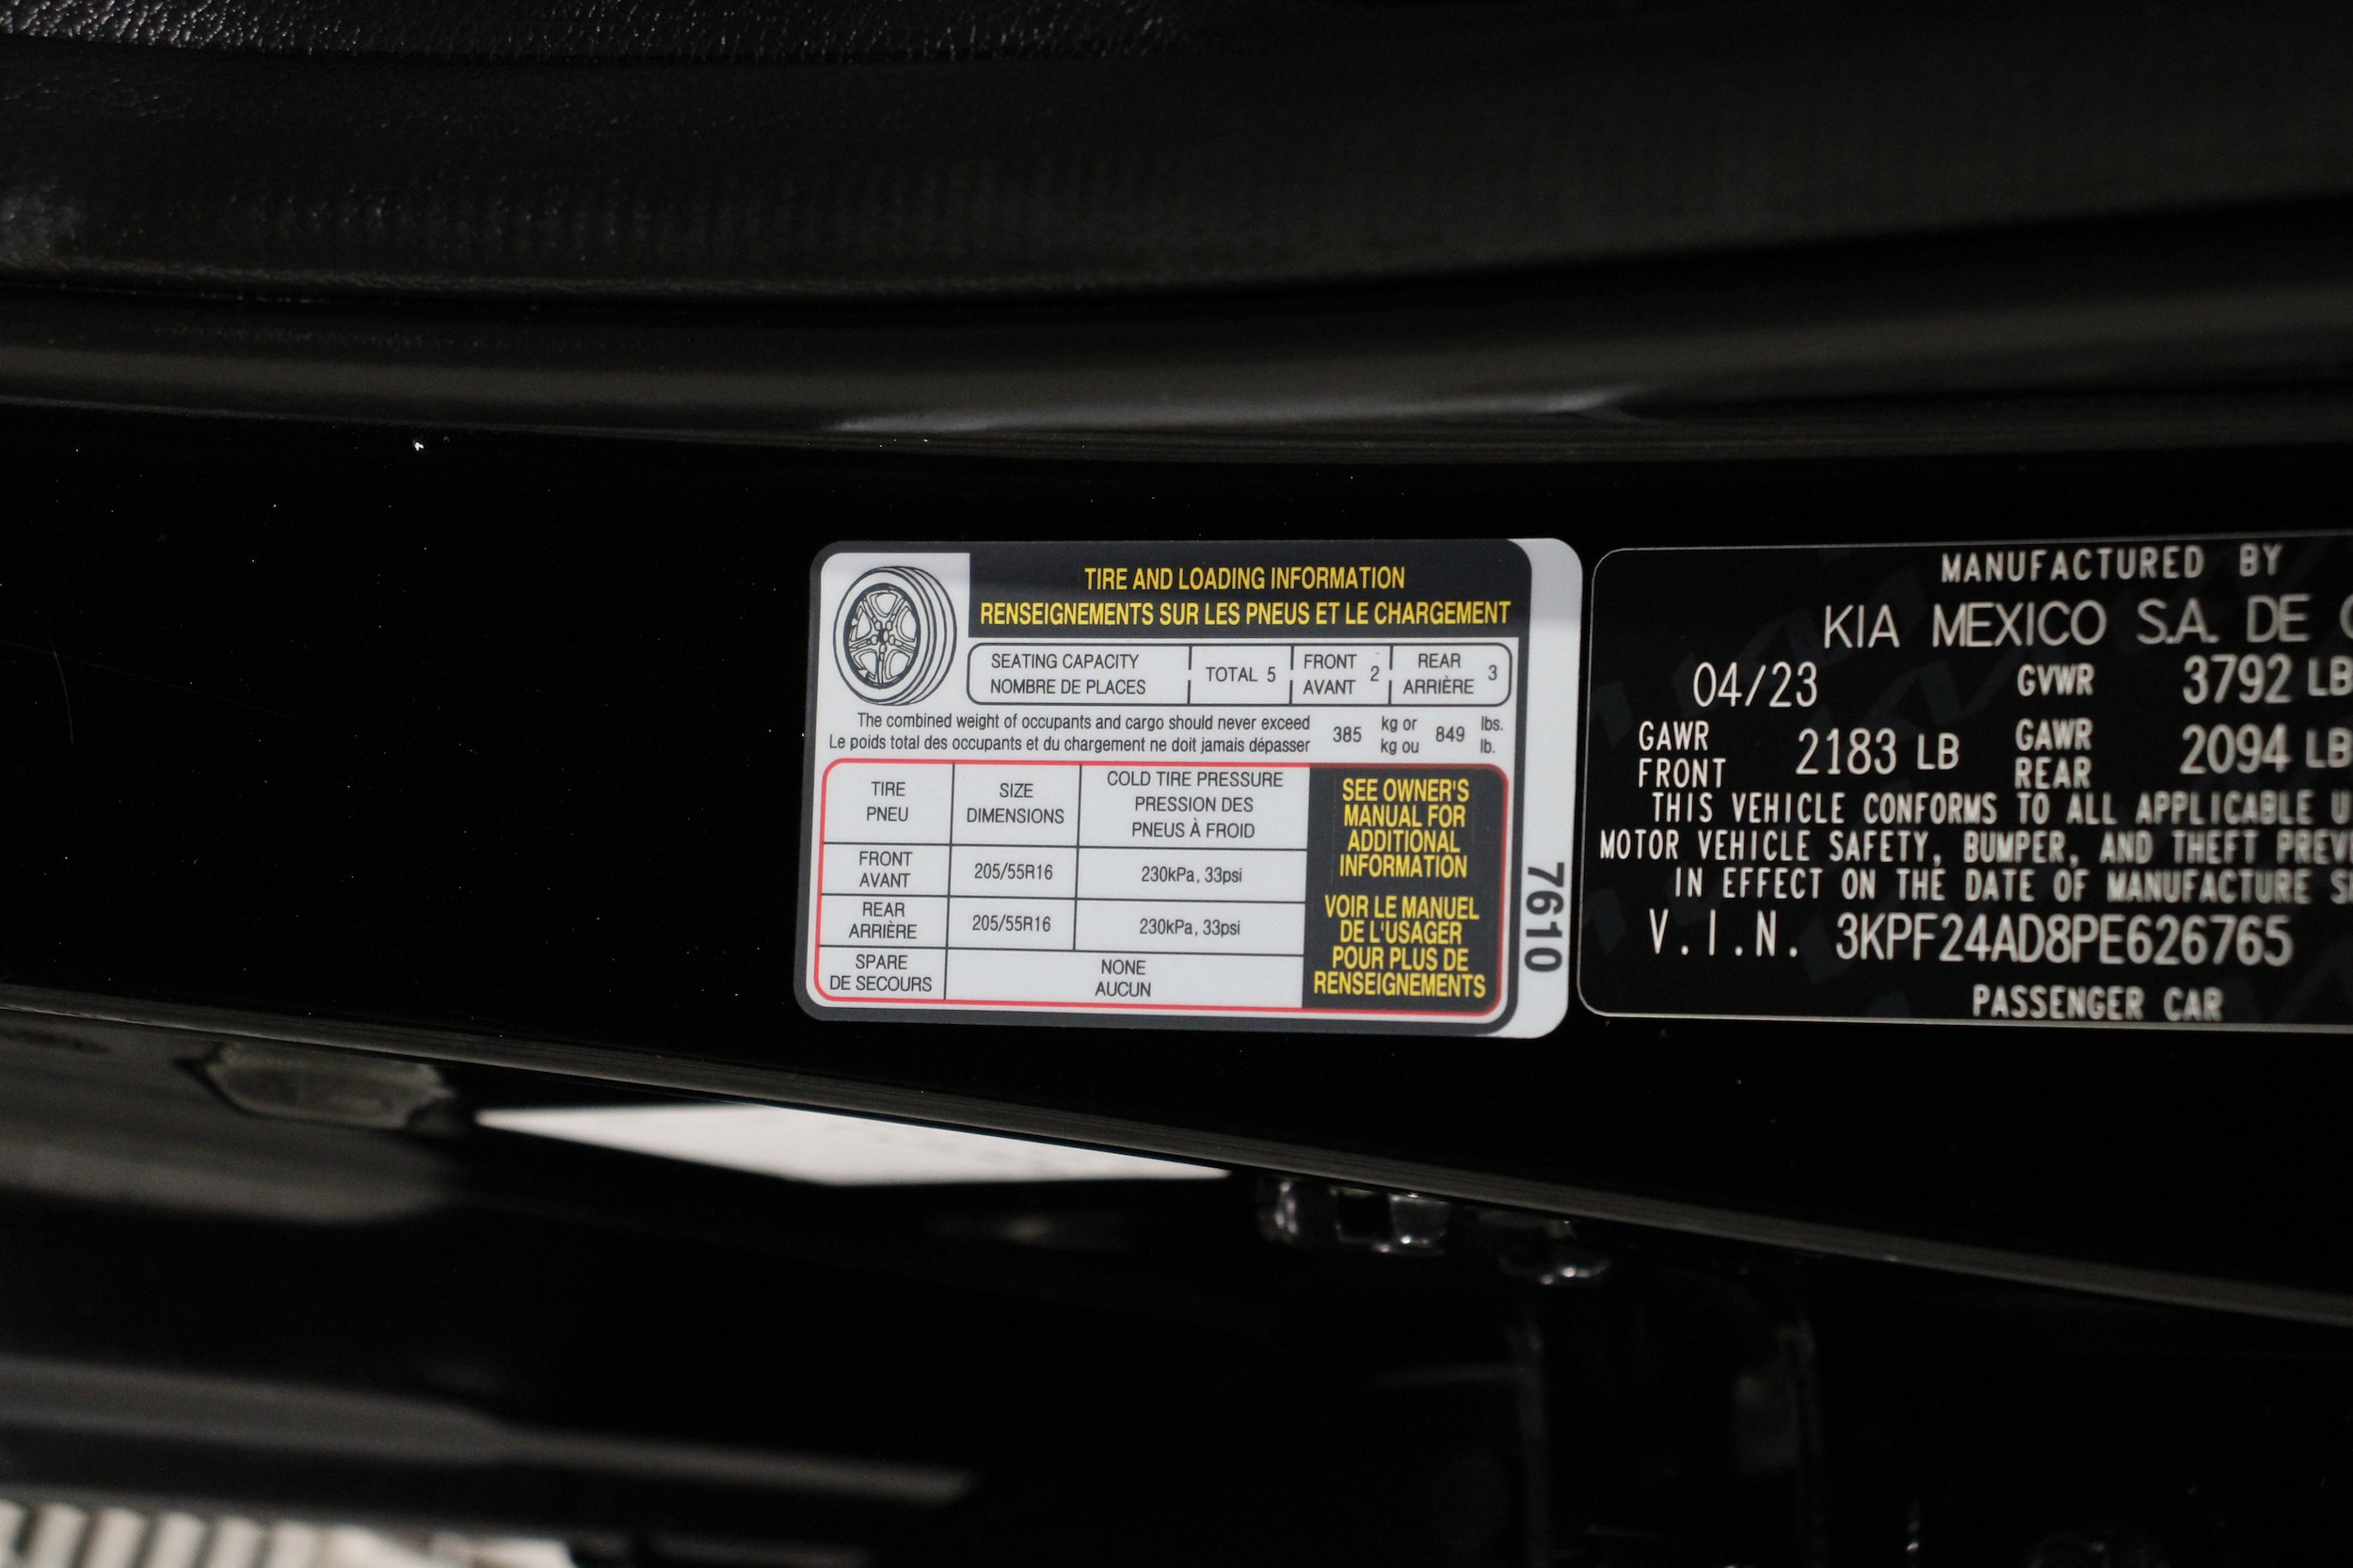 TIRE AND LOADING INFORMATION
RENSEIGNEMENTS SUR LES PNEUS ET LE CHARGEMENT
SEATING CAPACITY
NOMBRE DE PLACES
TOTAL 5
FRONT
AVANT
2
REAR
ARRIÈRE
3
The combined weight of occupants and cargo should never exceed
Le poids total des occupants et du chargement ne doit jamais dépasser
385
kg or
kg ou
849
lbs.
lb.
TIRE
PNEU
SIZE
DIMENSIONS
COLD TIRE PRESSURE
PRESSION DES
PNEUS À FROID
FRONT
AVANT
205/55R16
230kPa, 33psi
REAR
ARRIÈRE
205/55R16
230kPa, 33psi
SPARE
DE SECOURS
NONE
AUCUN
SEE OWNER'S
MANUAL FOR
ADDITIONAL
INFORMATION
VOIR LE MANUEL
DE L'USAGER
POUR PLUS DE
RENSEIGNEMENTS
7610
MANUFACTURED BY
KIA MEXICO S.A. DE
04/23
GVWR
3792 LB
GAWR
FRONT
2183 LB
GAWR
REAR
2094 LB
THIS VEHICLE CONFORMS TO ALL APPLICABLE
MOTOR VEHICLE SAFETY, BUMPER, AND THEFT
IN EFFECT ON THE DATE OF MANUFACTURE
V.I.N. 3KPF24AD8PE626765
PASSENGER CAR